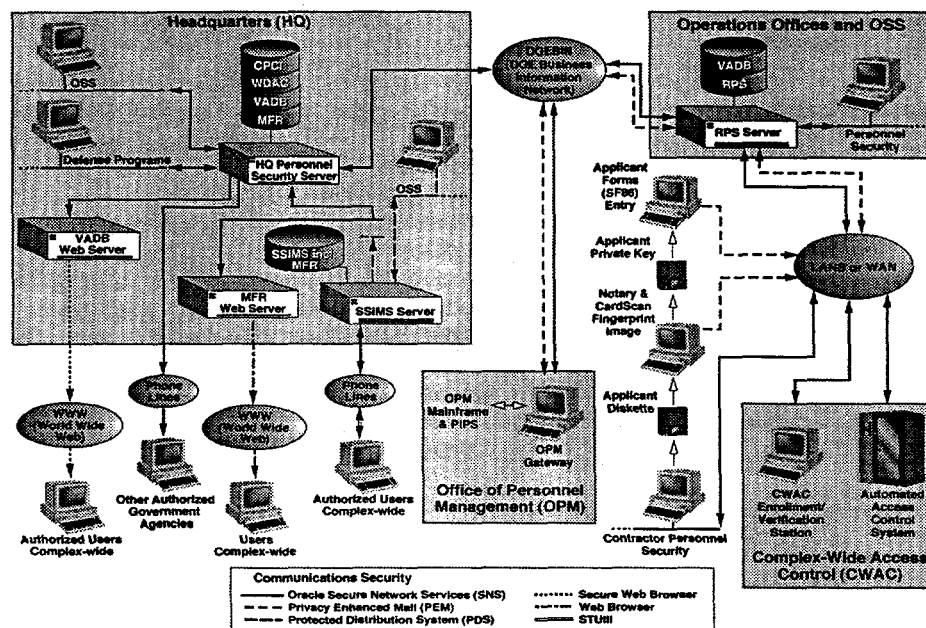 Headquarters (HQ)
OSS
Defense Programs
CPCI
WDAC
VADB
MFR
HQ Personnel
Security Server
OSS
VADB
Web Server
SSIMS and
MFR
MFR
Web Server
SSIMS Server
Phone
Lines
Phone
Lines
WWW
(World Wide
Web)
WWW
(World Wide
Web)
Authorized Users
Complex-wide
Other Authorized
Government
Agencies
Users
Complex-wide
Authorized Users
Complex-wide
(DOE Business
Information
Network)
Operations Offices and OSS
VADB
RPS
RPS Server
Personnel
Security
Applicant
Forms
(SF86)
Entry
Applicant
Private Key
Notary &
CardScan
Fingerprint
Image
Applicant
Diskette
Contractor Personnel
Security
LANS or WAN
OPM
Mainframe
& PIPS
OPM
Gateway
Office of Personnel
Management (OPM)
CWAC
Enrollment/
Verification
Station
Automated
Access
Control
System
Complex-Wide Access
Control (CWAC)
Communications Security
Oracle Secure Network Services (SNS)
Privacy Enhanced Mail (PEM)
Protected Distribution System (PDS)
Secure Web Browser
Web Browser
STUIII